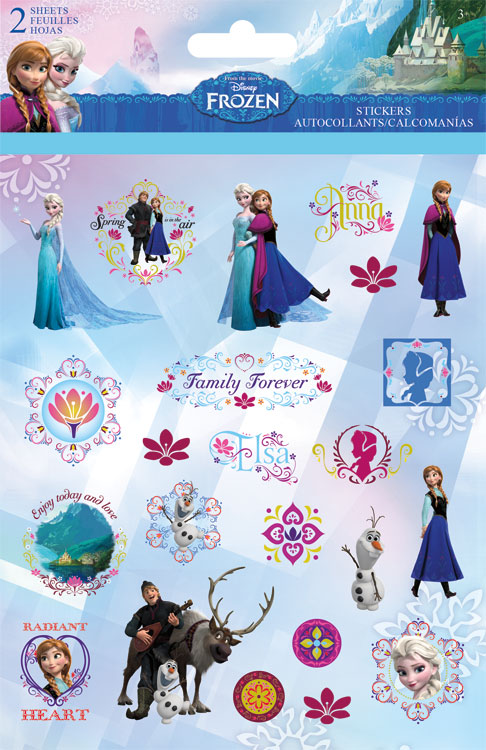 2 SHEETS
FEUILLES
HOJAS
3+
From the movie
Disney
FROZEN
STICKERS
AUTOCOLLANTS/CALCOMANÍAS
Spring is in the air
Anna
Family Forever
Elsa
Enjoy today and love
RADIANT
HEART